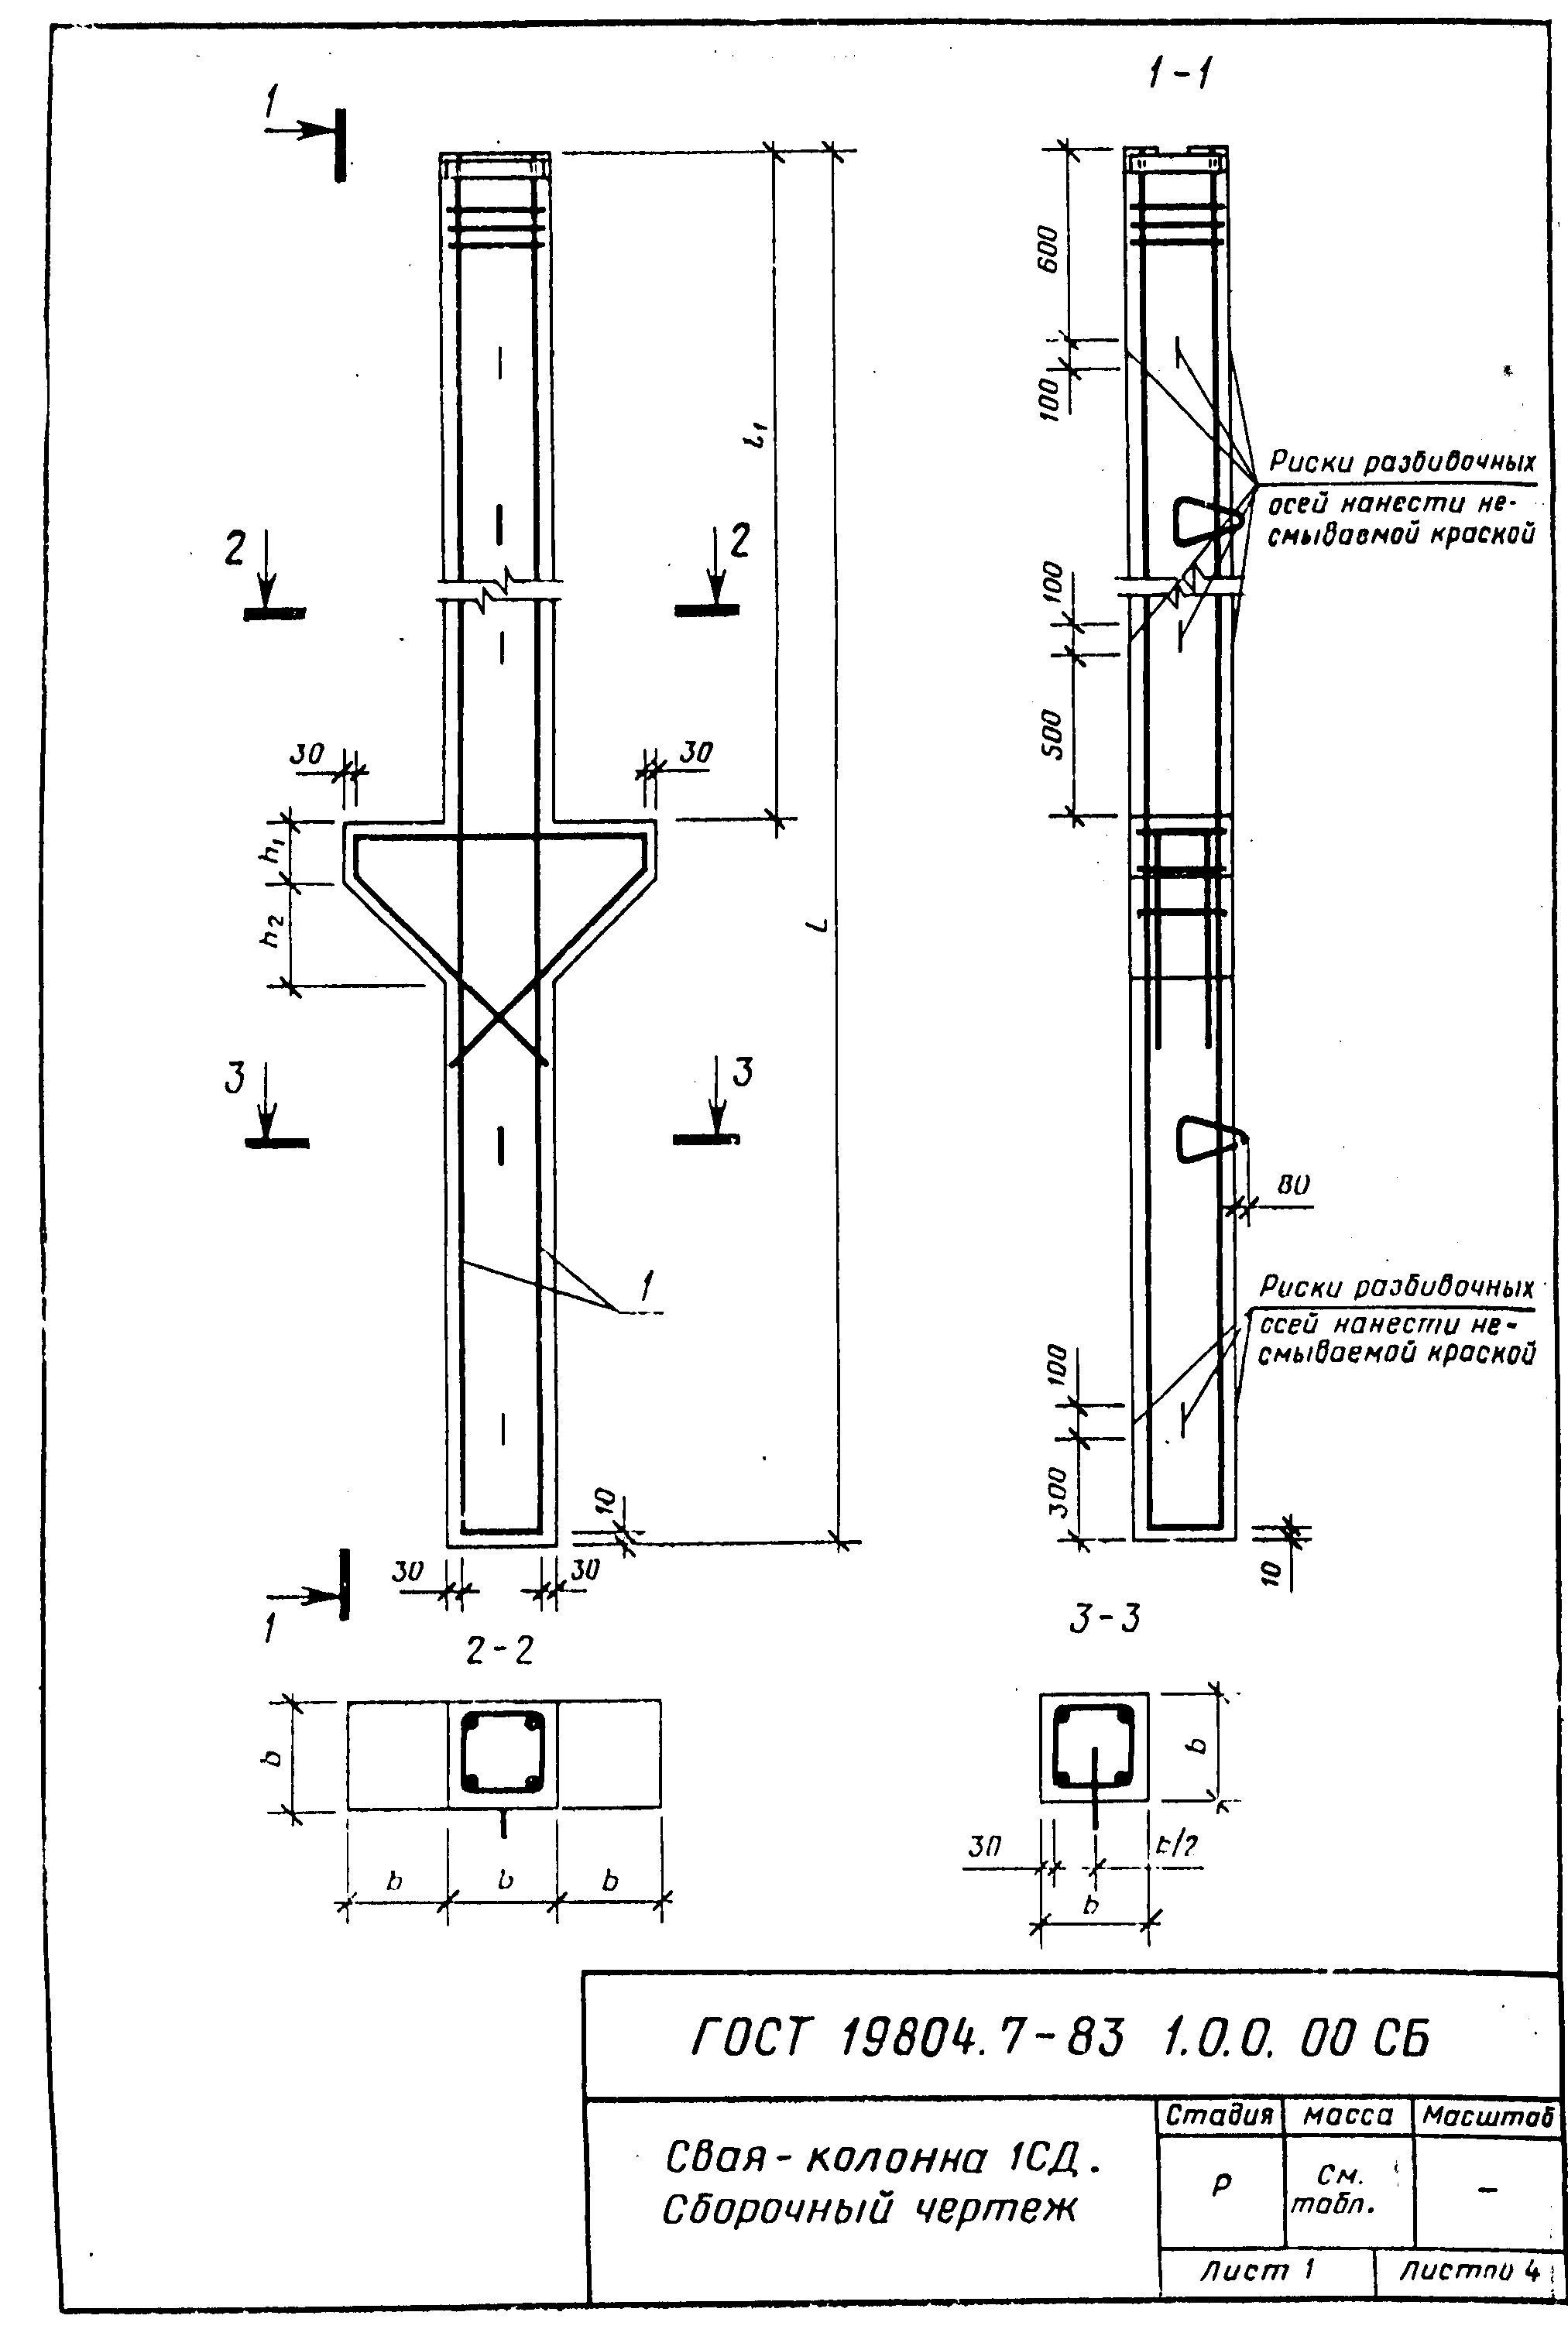 1
1-1
600
100
l₁
Риски разбивочных
осей нанести не-
смываемой краской
2
2
100
500
30
30
h₁
h₂
L
3
3
80
1
Риски разбивочных
осей нанести не-
смываемой краской
100
300
10
10
30
30
1
2-2
3-3
b
b
b
b
b
30
b/2
b
ГОСТ 19804.7-83 1.0.0.00 СБ
Свая-колонна 1СД.
Сборочный чертеж
Стадия
Масса
Масштаб
Р
См.
табл.
–
Лист 1
Листов 4